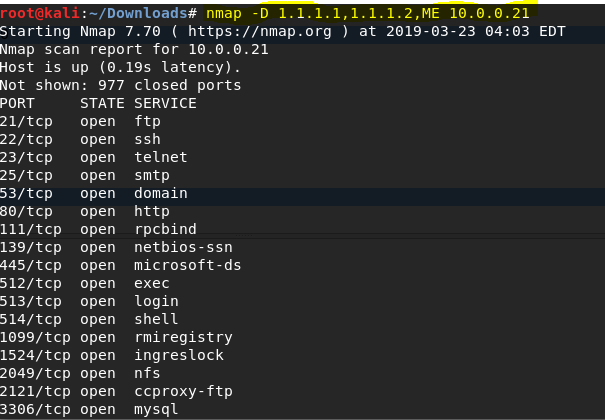 root@kali:~/Downloads# nmap -D 1.1.1.1,1.1.1.2,ME 10.0.0.21
Starting Nmap 7.70 ( https://nmap.org ) at 2019-03-23 04:03 EDT
Nmap scan report for 10.0.0.21
Host is up (0.19s latency).
Not shown: 977 closed ports
PORT     STATE SERVICE
21/tcp   open  ftp
22/tcp   open  ssh
23/tcp   open  telnet
25/tcp   open  smtp
53/tcp   open  domain
80/tcp   open  http
111/tcp  open  rpcbind
139/tcp  open  netbios-ssn
445/tcp  open  microsoft-ds
512/tcp  open  exec
513/tcp  open  login
514/tcp  open  shell
1099/tcp open  rmiregistry
1524/tcp open  ingreslock
2049/tcp open  nfs
2121/tcp open  ccproxy-ftp
3306/tcp open  mysql